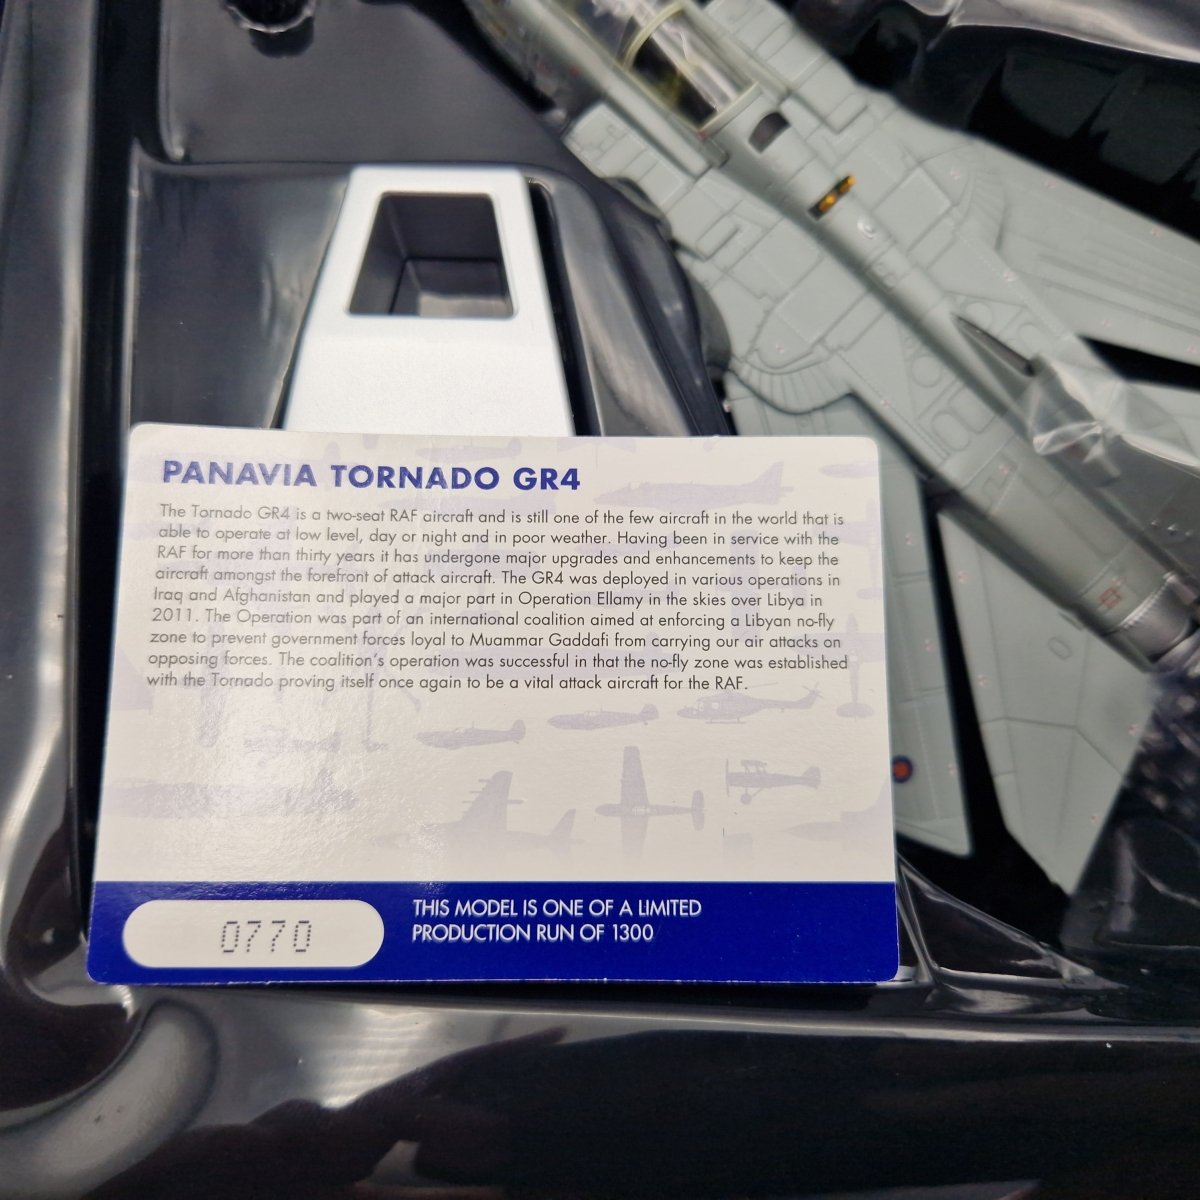 PANAVIA TORNADO GR4
The Tornado GR4 is a two-seat RAF aircraft and is still one of the few aircraft in the world that is
able to operate at low level, day or night and in poor weather. Having been in service with the
RAF for more than thirty years it has undergone major upgrades and enhancements to keep the
aircraft amongst the forefront of attack aircraft. The GR4 was deployed in various operations in
Iraq and Afghanistan and played a major part in Operation Ellamy in the skies over Libya in
2011. The Operation was part of an international coalition aimed at enforcing a Libyan no-fly
zone to prevent government forces loyal to Muammar Gaddafi from carrying our air attacks on
opposing forces. The coalition's operation was successful in that the no-fly zone was established
with the Tornado proving itself once again to be a vital attack aircraft for the RAF.
0770
THIS MODEL IS ONE OF A LIMITED
PRODUCTION RUN OF 1300